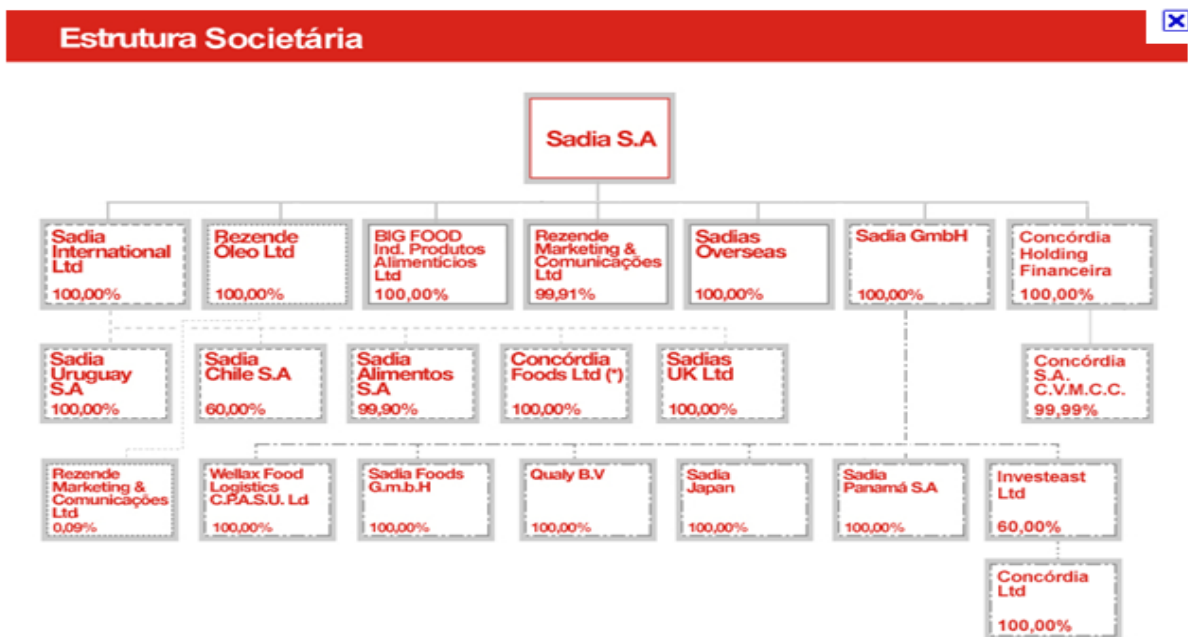 Estrutura Societária
Sadia S.A
Sadia
International
Ltd
100,00%
Rezende
Óleo Ltd
100,00%
BIG FOOD
Ind. Produtos
Alimentícios
Ltd
100,00%
Rezende
Marketing &
Comunicações
Ltd
99,91%
Sadias
Overseas
100,00%
Sadia GmbH
100,00%
Concórdia
Holding
Financeira
100,00%
Sadia
Uruguay
S.A
100,00%
Sadia
Chile S.A
60,00%
Sadia
Alimentos
S.A
99,90%
Concórdia
Foods Ltd (*)
100,00%
Sadias
UK Ltd
100,00%
Concórdia
S.A.
C.V.M.C.C.
99,99%
Rezende
Marketing &
Comunicações
Ltd
0,09%
Wellax Food
Logistics
C.P.A.S.U. Ld
100,00%
Sadia Foods
G.m.b.H
100,00%
Qualy B.V
100,00%
Sadia
Japan
100,00%
Sadia
Panamá S.A
100,00%
Investeast
Ltd
60,00%
Concórdia
Ltd
100,00%